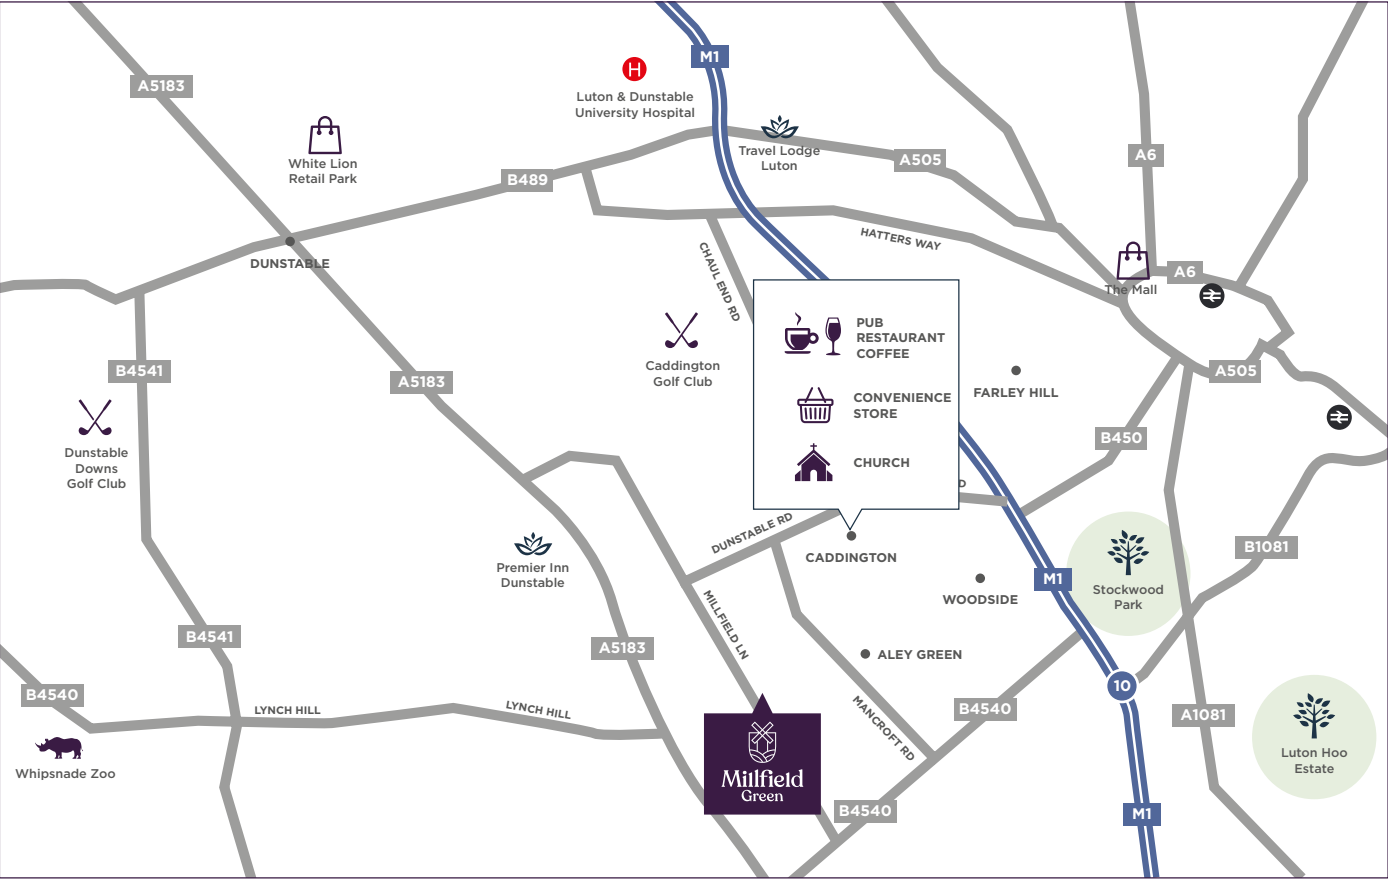 M1
A5183
H
Luton & Dunstable
University Hospital
White Lion
Retail Park
Travel Lodge
Luton
A505
A6
B489
HATTERS WAY
DUNSTABLE
CHAUL END RD
The Mall
A6
PUB
RESTAURANT
COFFEE
CONVENIENCE
STORE
CHURCH
B4541
A5183
Caddington
Golf Club
FARLEY HILL
A505
Dunstable
Downs
Golf Club
B450
D
DUNSTABLE RD
CADDINGTON
Premier Inn
Dunstable
WOODSIDE
M1
Stockwood
Park
B1081
MILLFIELD LN
B4541
A5183
ALEY GREEN
B4540
LYNCH HILL
LYNCH HILL
MANCROFT RD
B4540
10
A1081
Whipsnade Zoo
Millfield
Green
Luton Hoo
Estate
B4540
M1